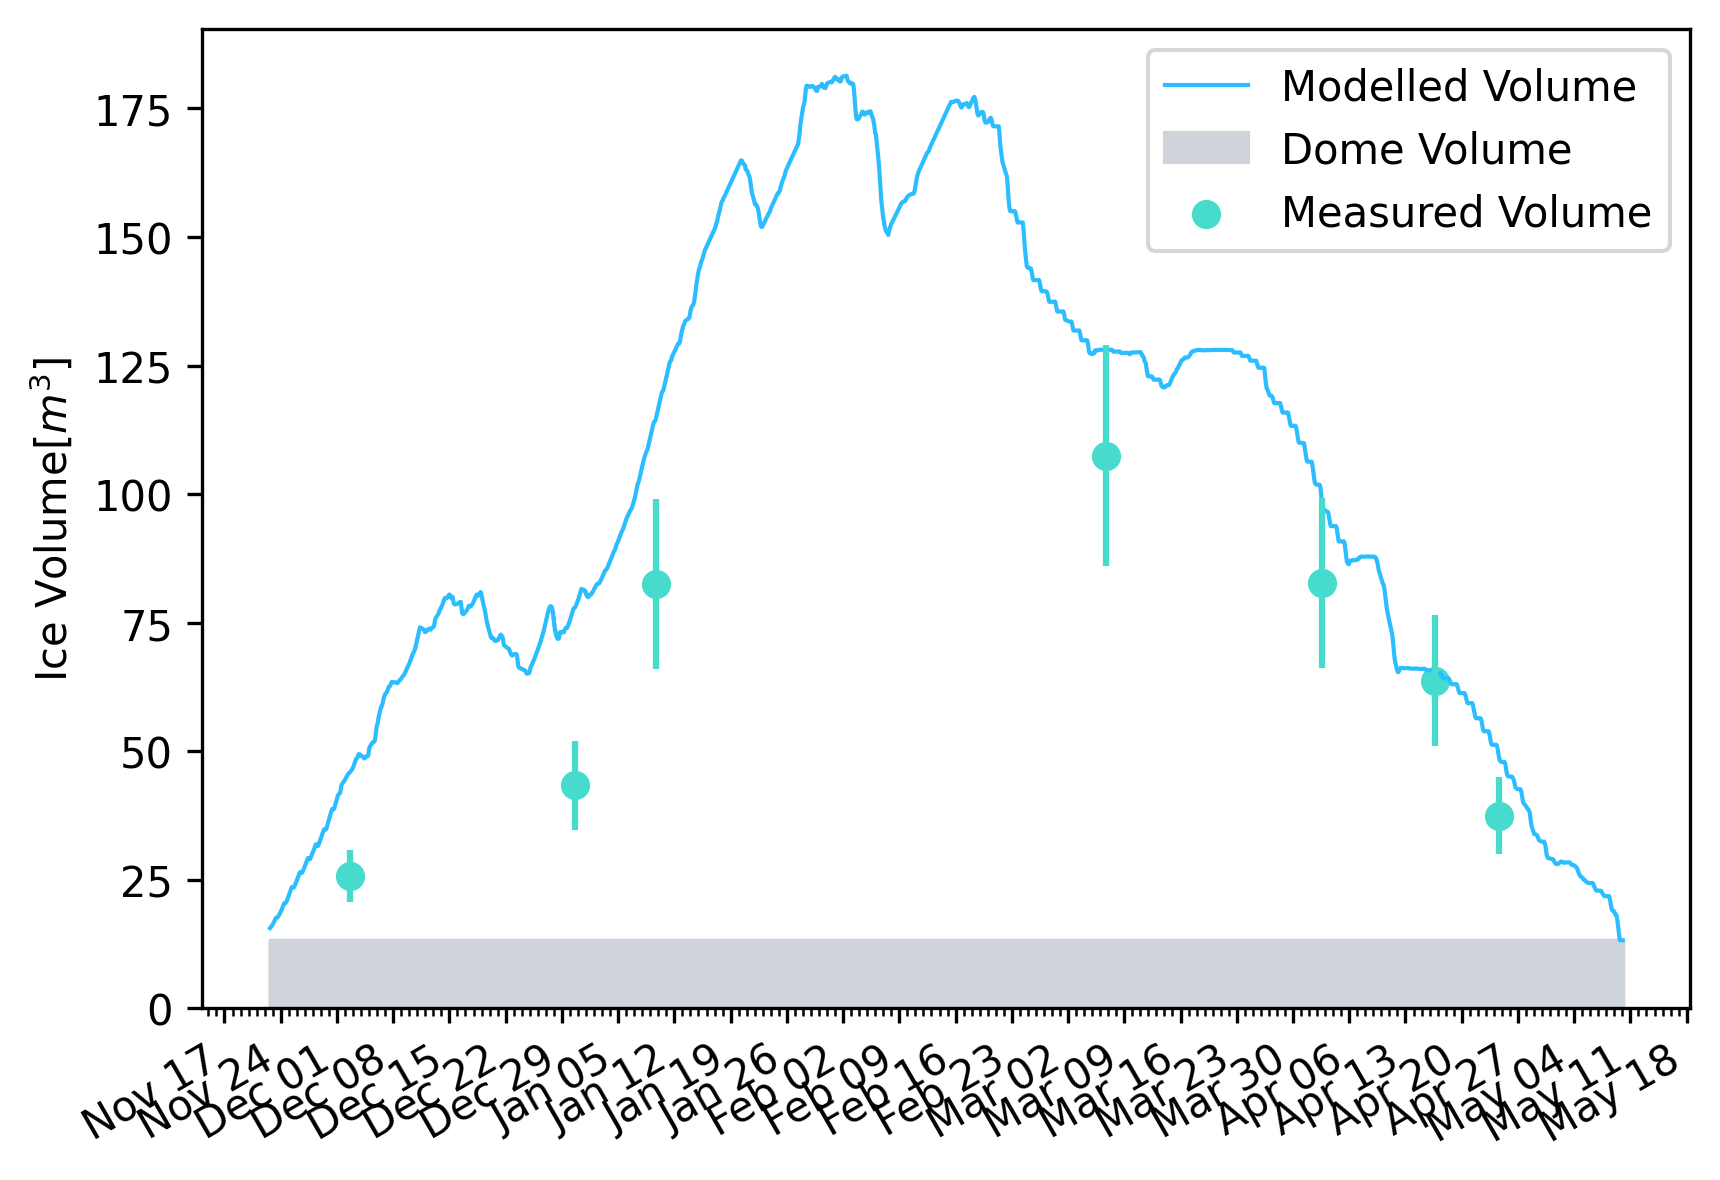 Modelled Volume
Dome Volume
Measured Volume
Ice Volume[m³]
175
150
125
100
75
50
25
0
Nov 17
Nov 24
Dec 01
Dec 08
Dec 15
Dec 22
Dec 29
Jan 05
Jan 12
Jan 19
Jan 26
Feb 02
Feb 09
Feb 16
Feb 23
Mar 02
Mar 09
Mar 16
Mar 23
Mar 30
Apr 06
Apr 13
Apr 20
Apr 27
May 04
May 11
May 18